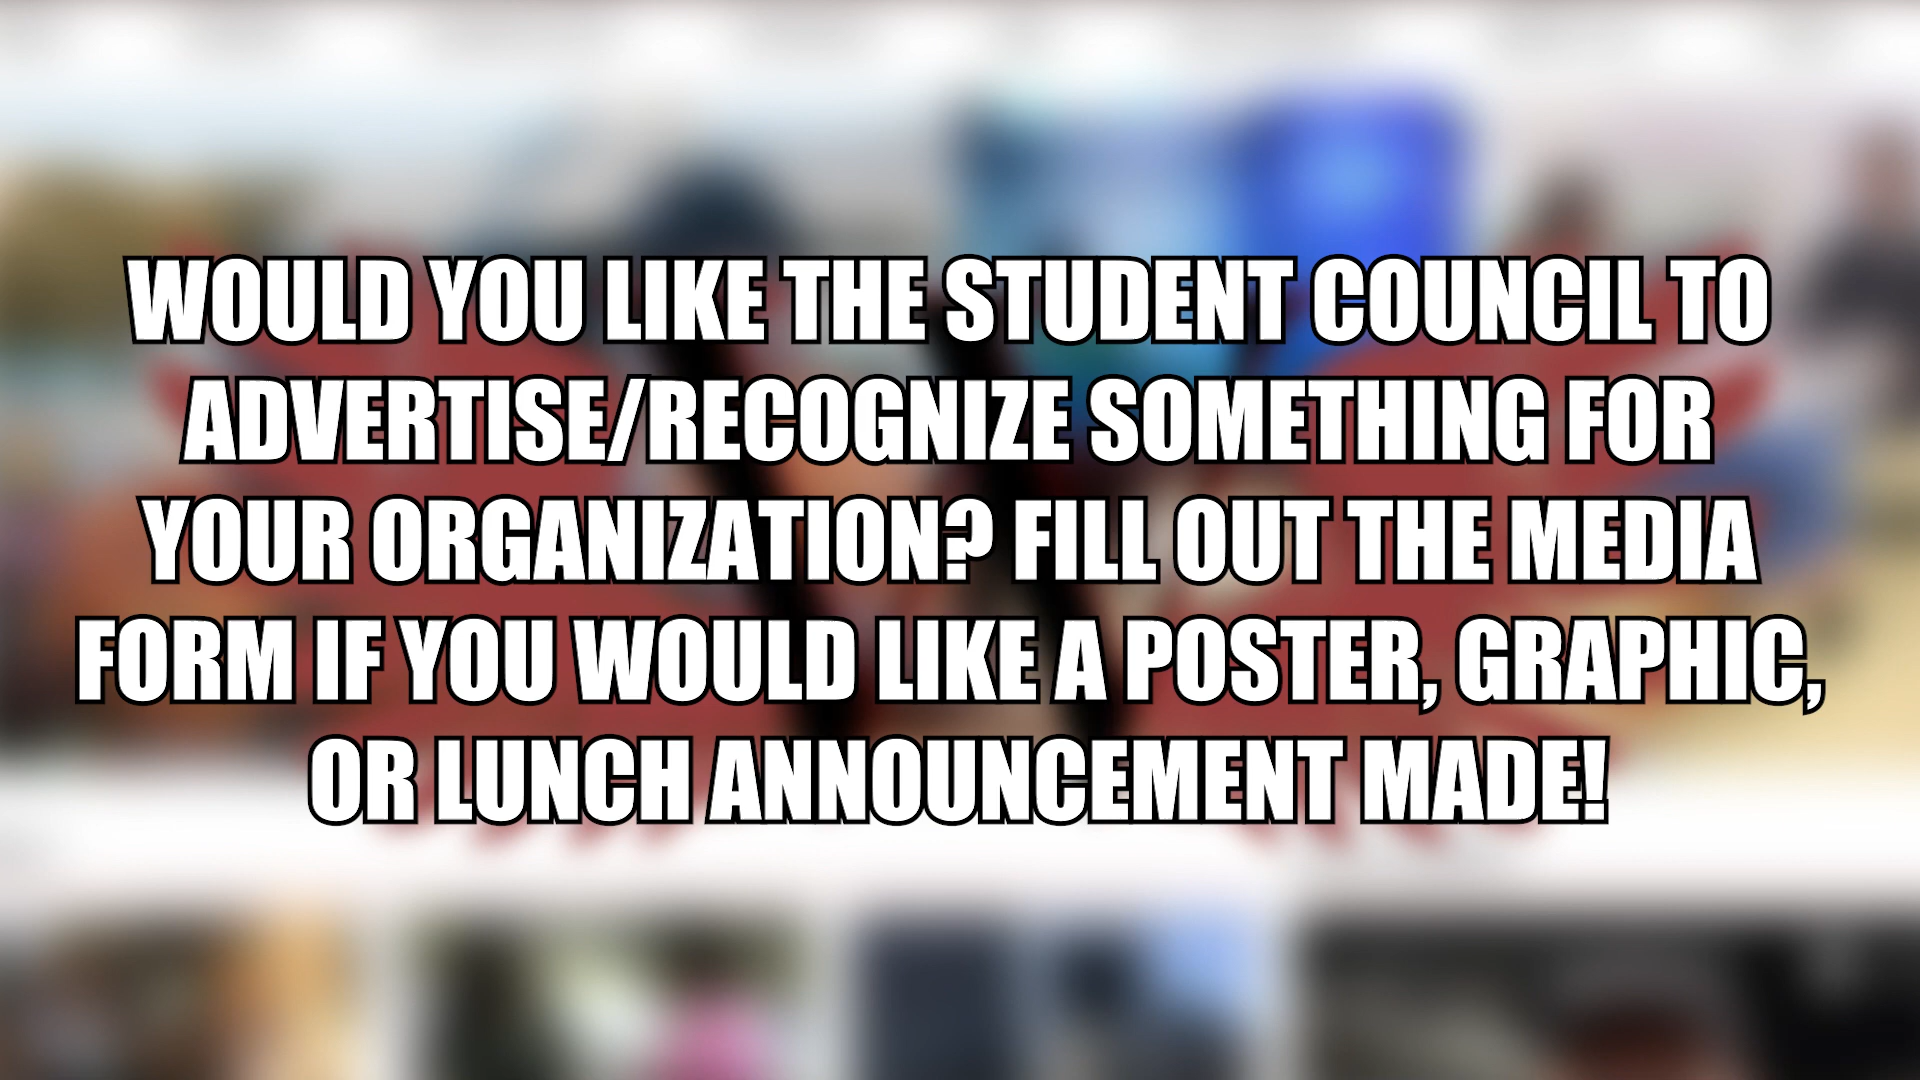 WOULD YOU LIKE THE STUDENT COUNCIL TO
ADVERTISE/RECOGNIZE SOMETHING FOR
YOUR ORGANIZATION? FILL OUT THE MEDIA
FORM IF YOU WOULD LIKE A POSTER, GRAPHIC,
OR LUNCH ANNOUNCEMENT MADE!